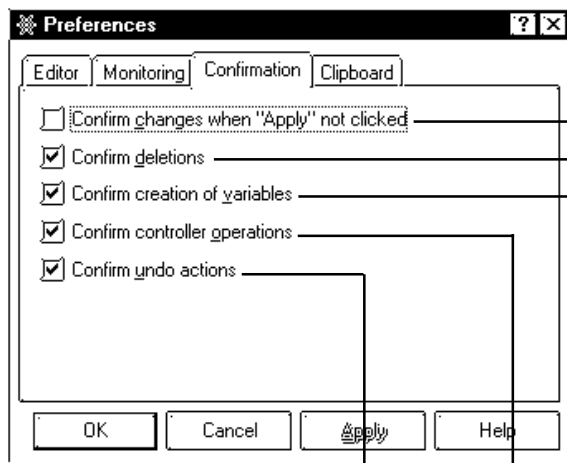 Preferences
Editor Monitoring Confirmation Clipboard
Confirm changes when "Apply" not clicked
Confirm deletions
Confirm creation of variables
Confirm controller operations
Confirm undo actions
OK Cancel Apply Help